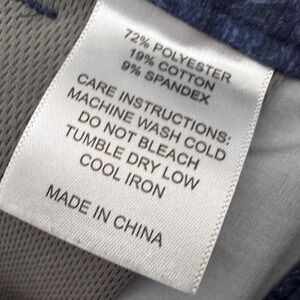 72% POLYESTER
19% COTTON
9% SPANDEX
CARE INSTRUCTIONS:
MACHINE WASH COLD
DO NOT BLEACH
TUMBLE DRY LOW
COOL IRON
MADE IN CHINA